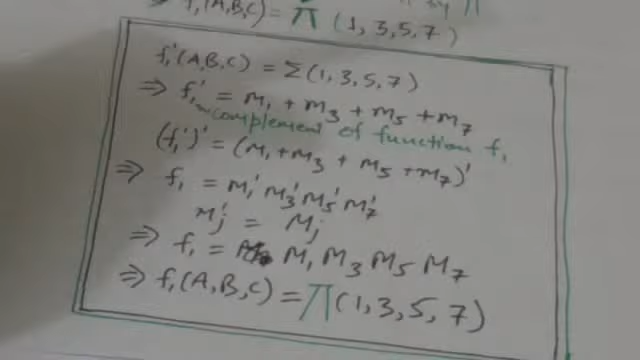 ⇒ f₁(A,B,C) = π (1, 3, 5, 7)
by π
f₁'(A,B,C) = Σ(1, 3, 5, 7)
⇒ f₁' = m₁ + m₃ + m₅ + m₇
complement of function f₁
(f₁')' = (m₁ + m₃ + m₅ + m₇)'
⇒ f₁ = m₁' m₃' m₅' m₇'
mⱼ' = Mⱼ
⇒ f₁ = M₁ M₃ M₅ M₇
⇒ f₁(A,B,C) = π(1, 3, 5, 7)